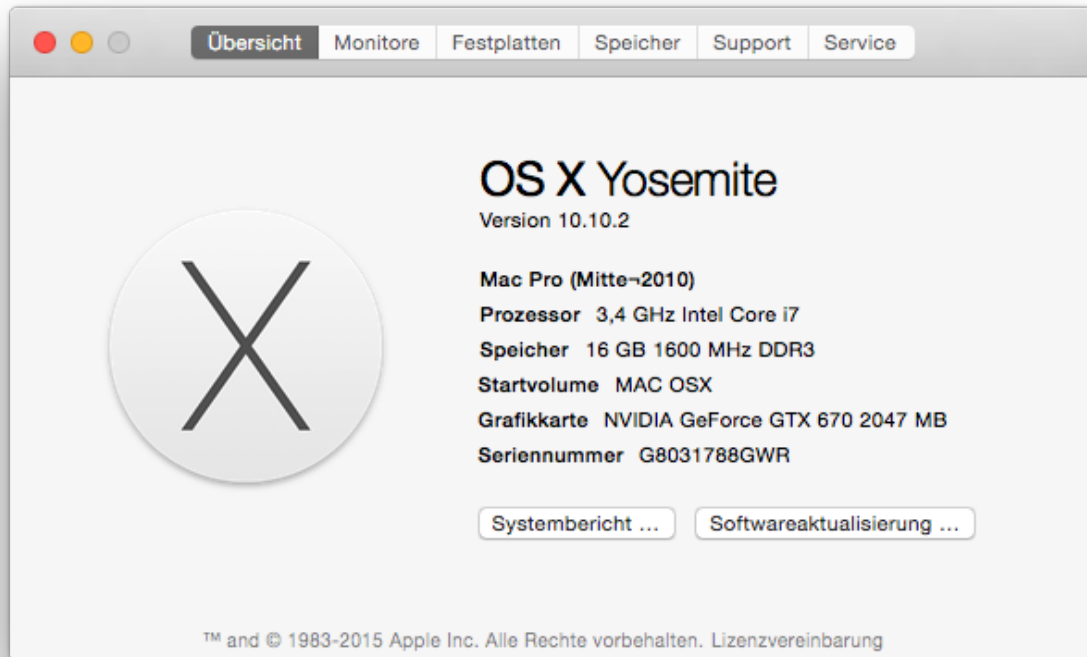 Übersicht Monitore Festplatten Speicher Support Service
OS X Yosemite
Version 10.10.2
Mac Pro (Mitte¬2010)
Prozessor 3,4 GHz Intel Core i7
Speicher 16 GB 1600 MHz DDR3
Startvolume MAC OSX
Grafikkarte NVIDIA GeForce GTX 670 2047 MB
Seriennummer G8031788GWR
Systembericht ... Softwareaktualisierung ...
™ and © 1983-2015 Apple Inc. Alle Rechte vorbehalten. Lizenzvereinbarung